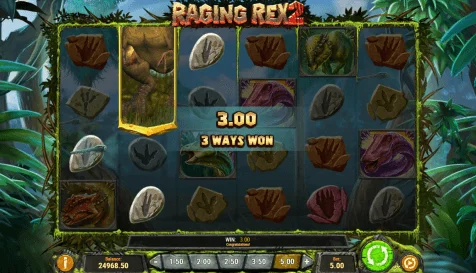 RAGING REX 2
3.00
3 WAYS WON
WIN: 3.00
Congratulations!
Balance
24968.50
1.50 2.00 2.50 3.50 5.00
Bet
5.00